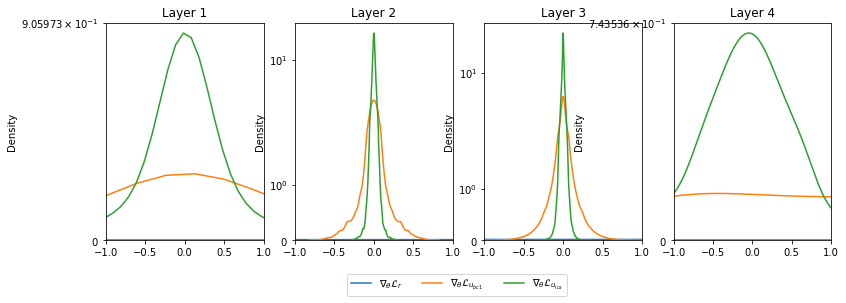 Layer 1
Layer 2
Layer 3
Layer 4
9.05973 × 10⁻¹
10¹
10¹
7.43536 × 10⁻¹
Density
Density
Density
Density
10⁰
10⁰
0
0
0
0
−1.0 −0.5 0.0 0.5 1.0
−1.0 −0.5 0.0 0.5 1.0
−1.0 −0.5 0.0 0.5 1.0
−1.0 −0.5 0.0 0.5 1.0
∇θℒr ∇θℒu_bc1 ∇θℒu_ics